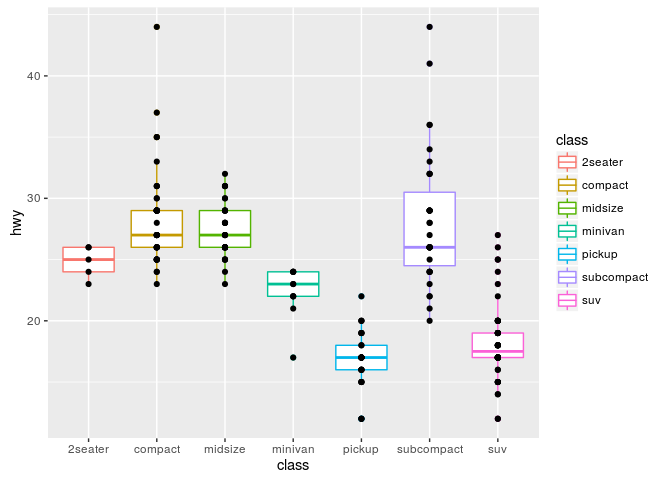 hwy
40
30
20
2seater compact midsize minivan pickup subcompact suv
class
class
2seater
compact
midsize
minivan
pickup
subcompact
suv